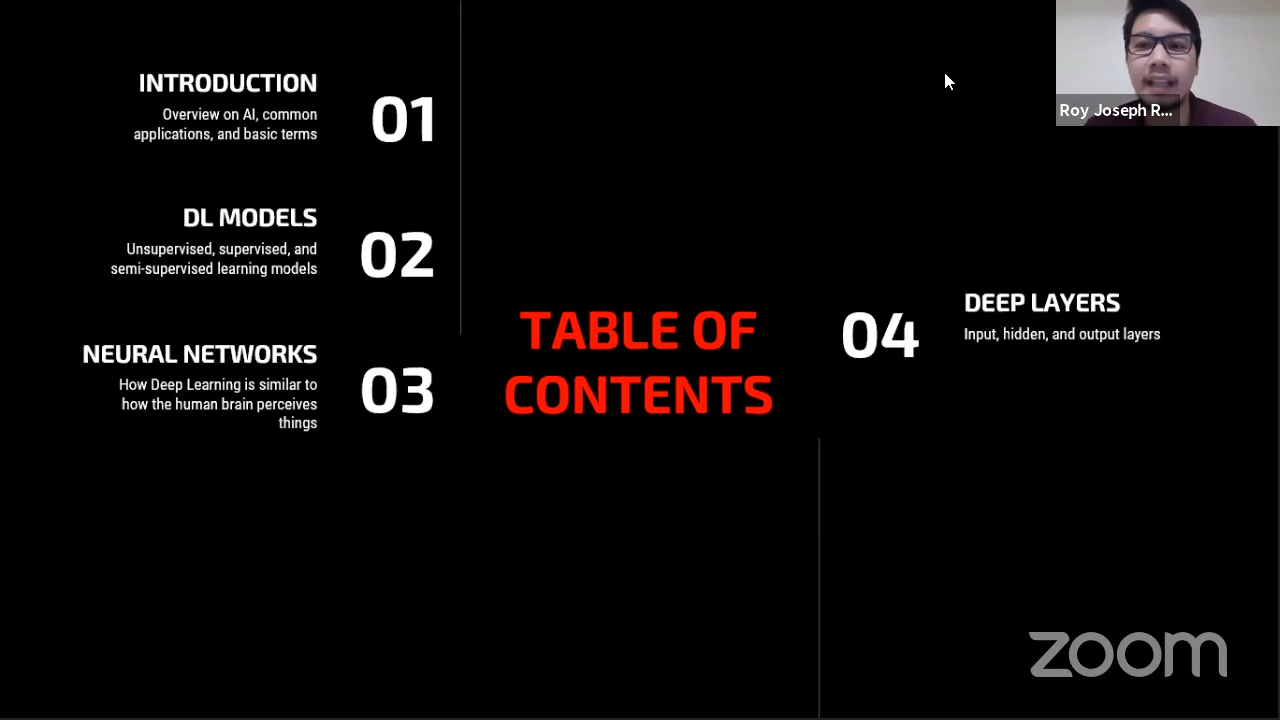 INTRODUCTION
Overview on AI, common
applications, and basic terms
01
DL MODELS
Unsupervised, supervised, and
semi-supervised learning models
02
NEURAL NETWORKS
How Deep Learning is similar to
how the human brain perceives
things
03
TABLE OF
CONTENTS
04
DEEP LAYERS
Input, hidden, and output layers
Roy Joseph R...
zoom